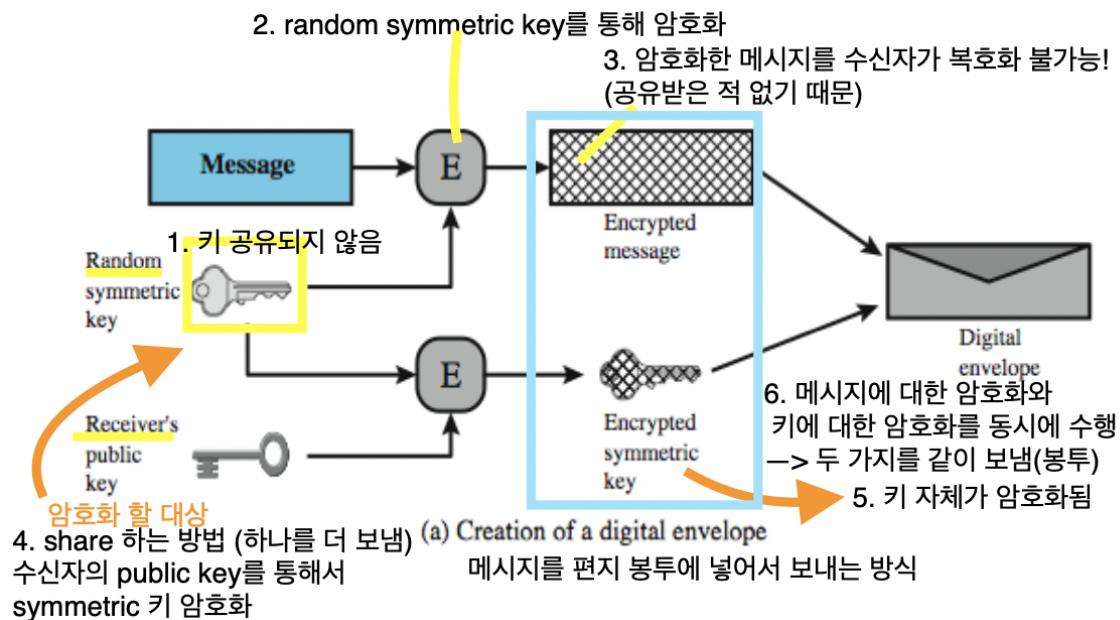 2. random symmetric key를 통해 암호화
3. 암호화한 메시지를 수신자가 복호화 불가능!
(공유받은 적 없기 때문)
Message
E
Encrypted
message
1. 키 공유되지 않음
Random
symmetric
key
Digital
envelope
E
Encrypted
symmetric
key
Receiver's
public
key
6. 메시지에 대한 암호화와
키에 대한 암호화를 동시에 수행
—> 두 가지를 같이 보냄(봉투)
5. 키 자체가 암호화됨
암호화 할 대상
4. share 하는 방법 (하나를 더 보냄)
수신자의 public key를 통해서
symmetric 키 암호화
(a) Creation of a digital envelope
메시지를 편지 봉투에 넣어서 보내는 방식